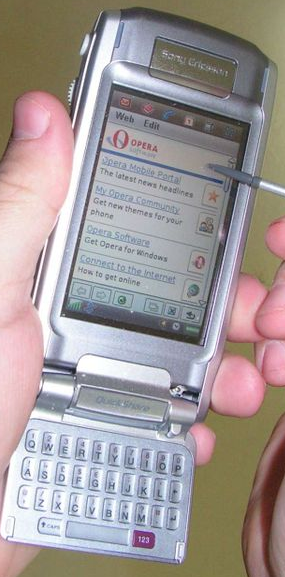 Sony Ericsson
Web Edit
OPERA
software
Opera Mobile Portal
The latest news headlines
My Opera Community
Get new themes for your
phone
Opera Software
Get Opera for Windows
Connect to the Internet
How to get online
QuickShare
Q W E R T Y U I O P
A S D F G H J K L
Z X C V B N M
CAPS
123